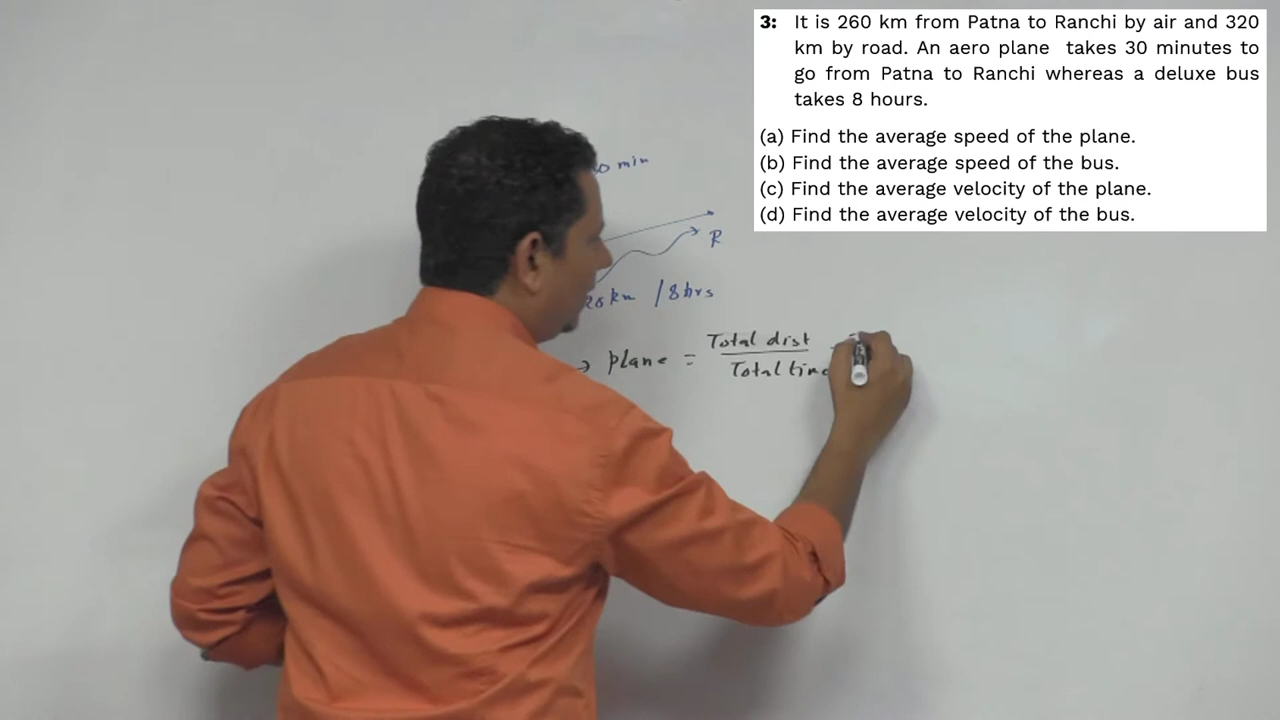 3: It is 260 km from Patna to Ranchi by air and 320
km by road. An aero plane takes 30 minutes to
go from Patna to Ranchi whereas a deluxe bus
takes 8 hours.
(a) Find the average speed of the plane.
(b) Find the average speed of the bus.
(c) Find the average velocity of the plane.
(d) Find the average velocity of the bus.
min
R
km / 8 hrs
→ plane = Total dist
Total time